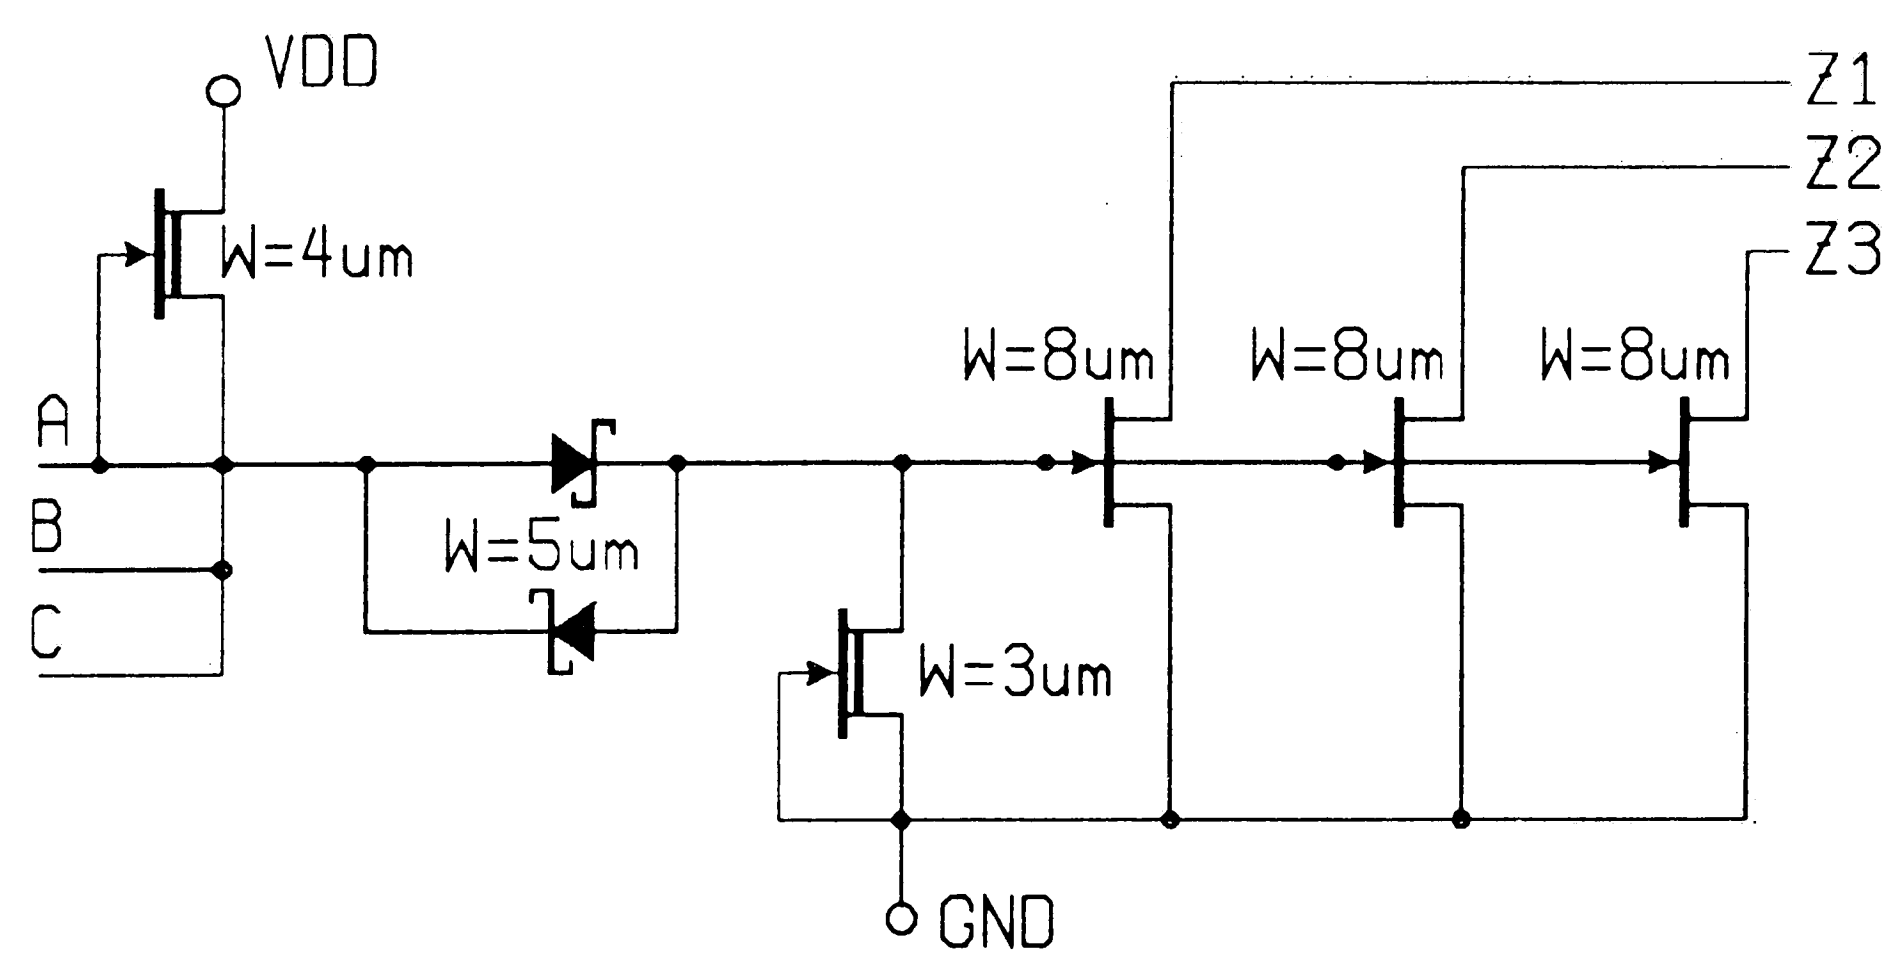 VDD
Z1
Z2
Z3
W=4um
W=8um W=8um W=8um
A
B
W=5um
C
W=3um
GND